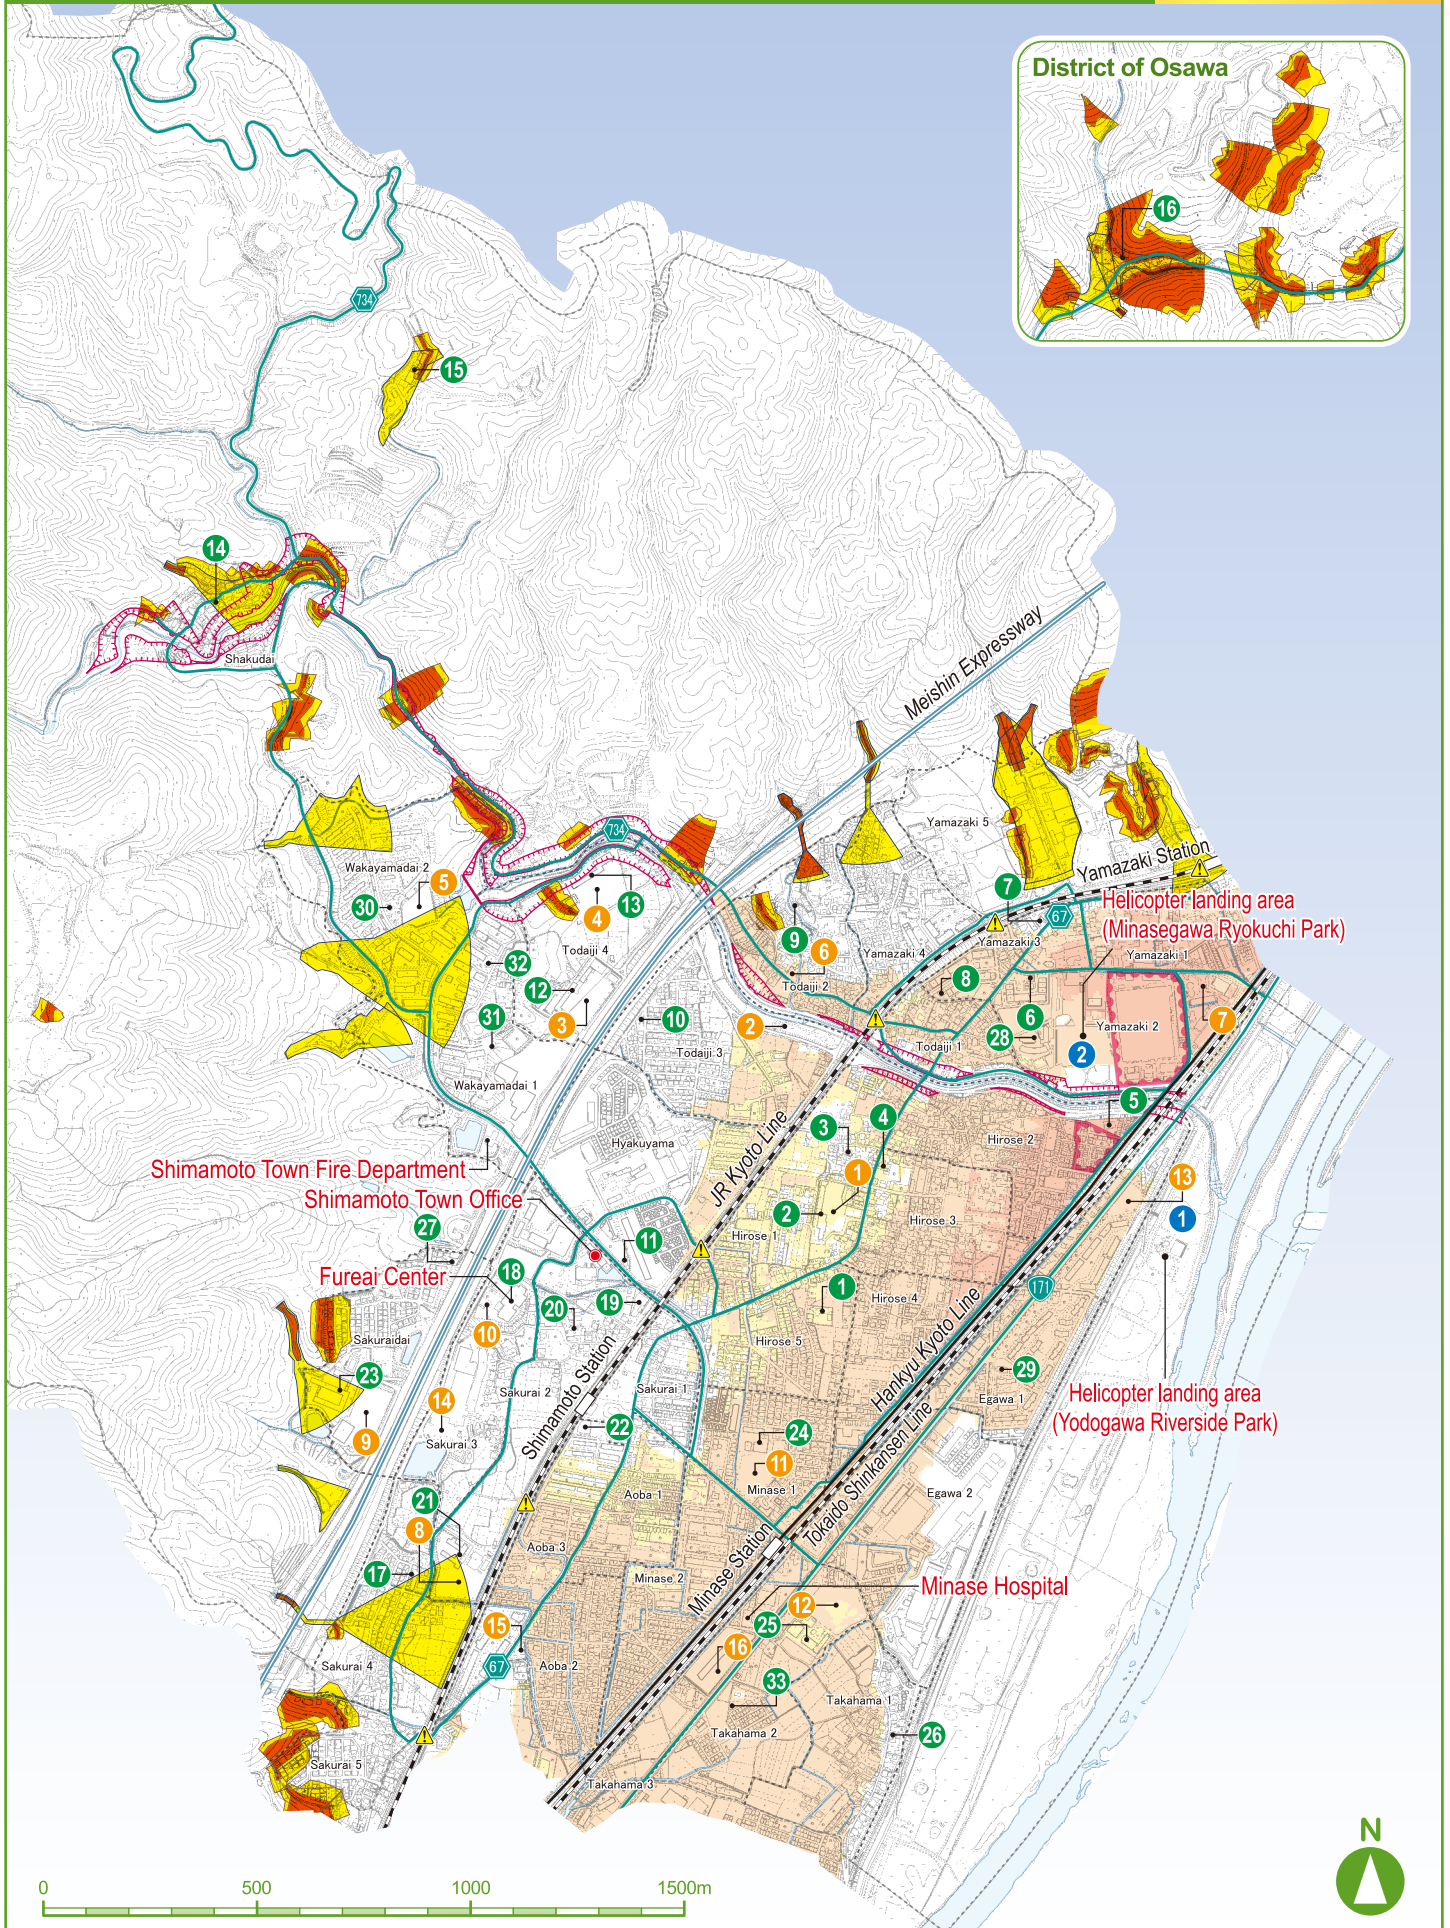 District of Osawa
16
734
15
14
Shakudai
Meishin Expressway
Yamazaki 5
734
Yamazaki Station
Wakayamadai 2
5
30
4
13
7
67
Helicopter landing area
(Minasegawa Ryokuchi Park)
9
6
Yamazaki 4
Yamazaki 3
Yamazaki 1
Todaiji 4
32
12
8
Todaiji 2
31
3
10
2
6
28
Yamazaki 2
7
2
Todaiji 3
Todaiji 1
Wakayamadai 1
5
3
4
Hyakuyama
JR Kyoto Line
Hirose 2
Shimamoto Town Fire Department
1
13
Shimamoto Town Office
2
Hirose 3
1
27
11
Hirose 1
Fureai Center
18
20
19
1
Hirose 4
171
10
Sakuraidai
Hirose 5
Hankyu Kyoto Line
Shimamoto Station
23
Sakurai 2
Sakurai 1
29
Egawa 1
Helicopter landing area
(Yodogawa Riverside Park)
14
9
Sakurai 3
22
24
11
Minase 1
Tokaido Shinkansen Line
Egawa 2
21
Aoba 1
8
Aoba 3
17
Minase 2
Minase Station
Minase Hospital
12
15
25
16
Sakurai 4
67
Aoba 2
33
Takahama 1
Takahama 2
26
Sakurai 5
Takahama 3
N
0 500 1000 1500m